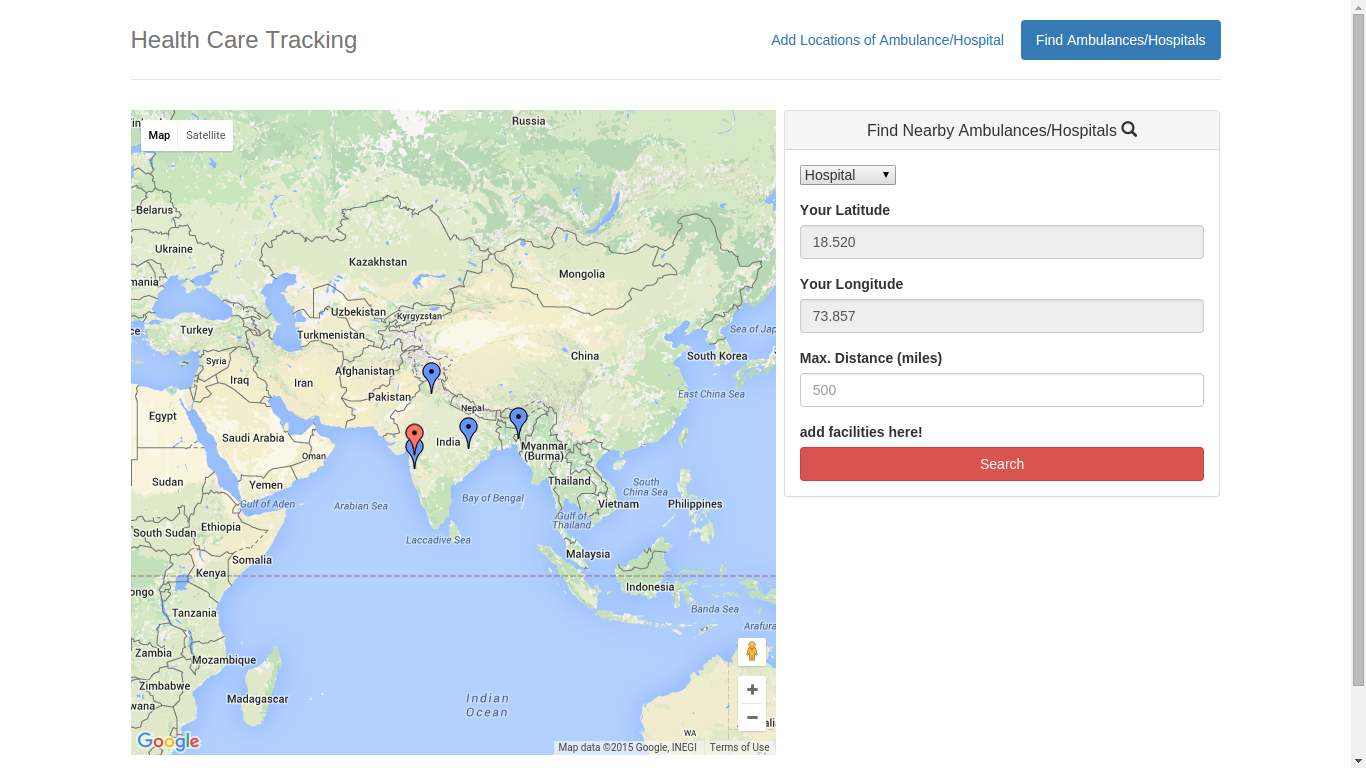 Health Care Tracking
Add Locations of Ambulance/Hospital
Find Ambulances/Hospitals
Map
Satellite
Russia
Belarus
Ukraine
Kazakhstan
Mongolia
mania
Uzbekistan
Kyrgyzstan
Turkey
Turkmenistan
Sea of Jap
China
South Korea
Syria
Afghanistan
Iraq
Iran
Pakistan
East China Sea
Nepal
Egypt
Saudi Arabia
India
Myanmar
(Burma)
Oman
Sudan
Yemen
Thailand
South
China Sea
Gulf of Aden
Arabian Sea
Bay of Bengal
Vietnam
Philippines
Gulf of
Thailand
South Sudan
Ethiopia
Laccadive Sea
Somalia
Malaysia
Kenya
ongo
Indonesia
Tanzania
Banda Sea
Arafura
Zambia
Mozambique
Zimbabwe
Madagascar
wana
Indian
Ocean
WA
Google
Map data ©2015 Google, INEGI
Terms of Use
Find Nearby Ambulances/Hospitals
Hospital
Your Latitude
18.520
Your Longitude
73.857
Max. Distance (miles)
500
add facilities here!
Search